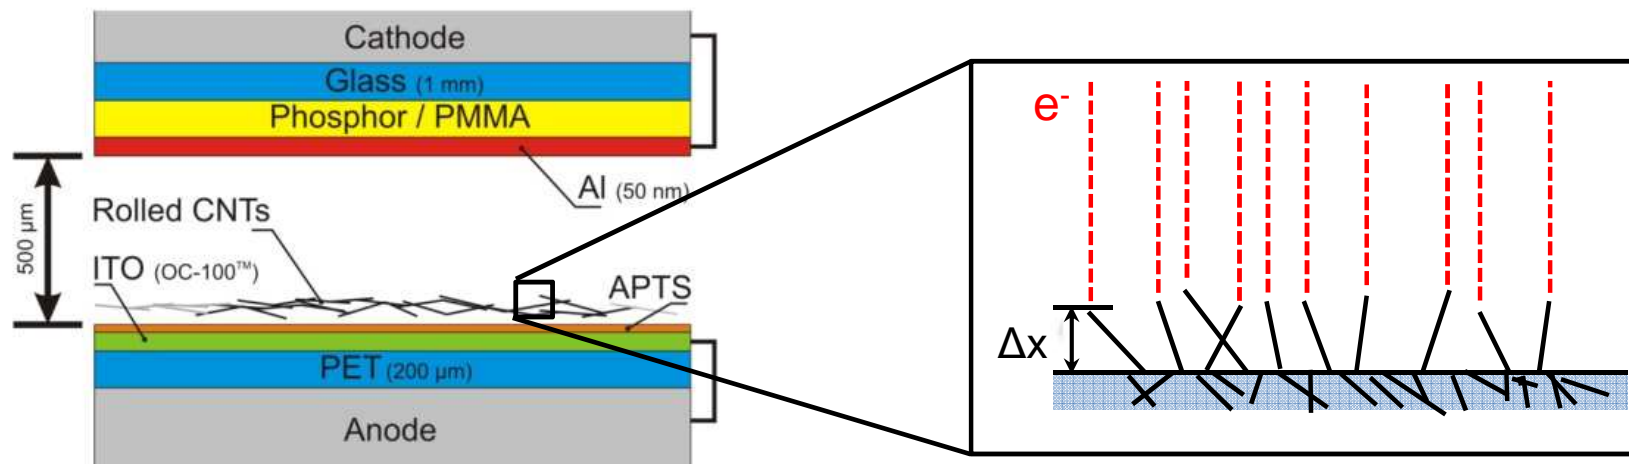 Cathode
Glass (1 mm)
Phosphor / PMMA
Al (50 nm)
500 µm
Rolled CNTs
ITO (OC-100™)
APTS
PET (200 µm)
Anode
e-
Δx